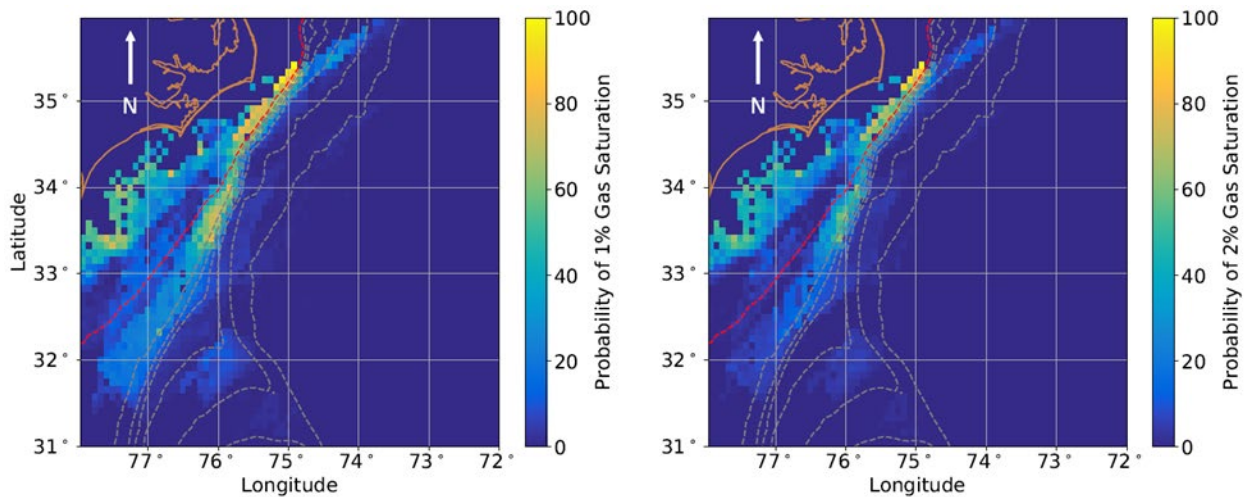 100
80
60
40
20
0
Probability of 1% Gas Saturation
N
35°
34°
33°
32°
31°
Latitude
77° 76° 75° 74° 73° 72°
Longitude
100
80
60
40
20
0
Probability of 2% Gas Saturation
N
35°
34°
33°
32°
31°
77° 76° 75° 74° 73° 72°
Longitude